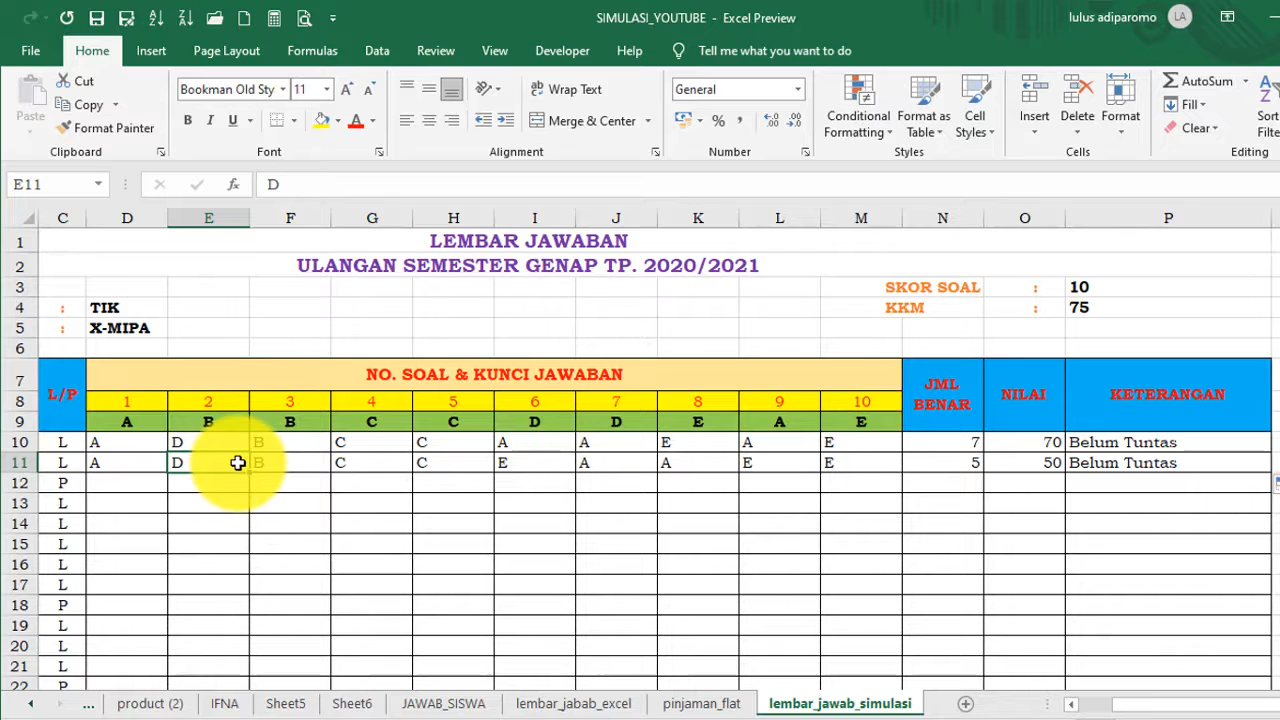 SIMULASI_YOUTUBE - Excel Preview
lulus adiparomo
LA
File Home Insert Page Layout Formulas Data Review View Developer Help Tell me what you want to do
Paste
Cut
Copy
Format Painter
Clipboard
Bookman Old Sty 11
B I U A
Font
Wrap Text
Merge & Center
Alignment
General
Number
Conditional Formatting
Format as Table
Cell Styles
Styles
Insert
Delete
Format
Cells
AutoSum
Fill
Clear
Editing
E11 fx D
C D E F G H I J K L M N O P
1 LEMBAR JAWABAN
2 ULANGAN SEMESTER GENAP TP. 2020/2021
3 SKOR SOAL : 10
4 : TIK KKM : 75
5 : X-MIPA
6
7 L/P NO. SOAL & KUNCI JAWABAN JML BENAR NILAI KETERANGAN
8 1 2 3 4 5 6 7 8 9 10
9 A B B C C D D E A E
10 L A D B C C A A E A E 7 70 Belum Tuntas
11 L A D B C C E A A E E 5 50 Belum Tuntas
12 P
13 L
14 L
15 L
16 L
17 L
18 P
19 L
20 L
21 L
22 P
... product (2) IFNA Sheet5 Sheet6 JAWAB_SISWA lembar_jabab_excel pinjaman_flat lembar_jawab_simulasi